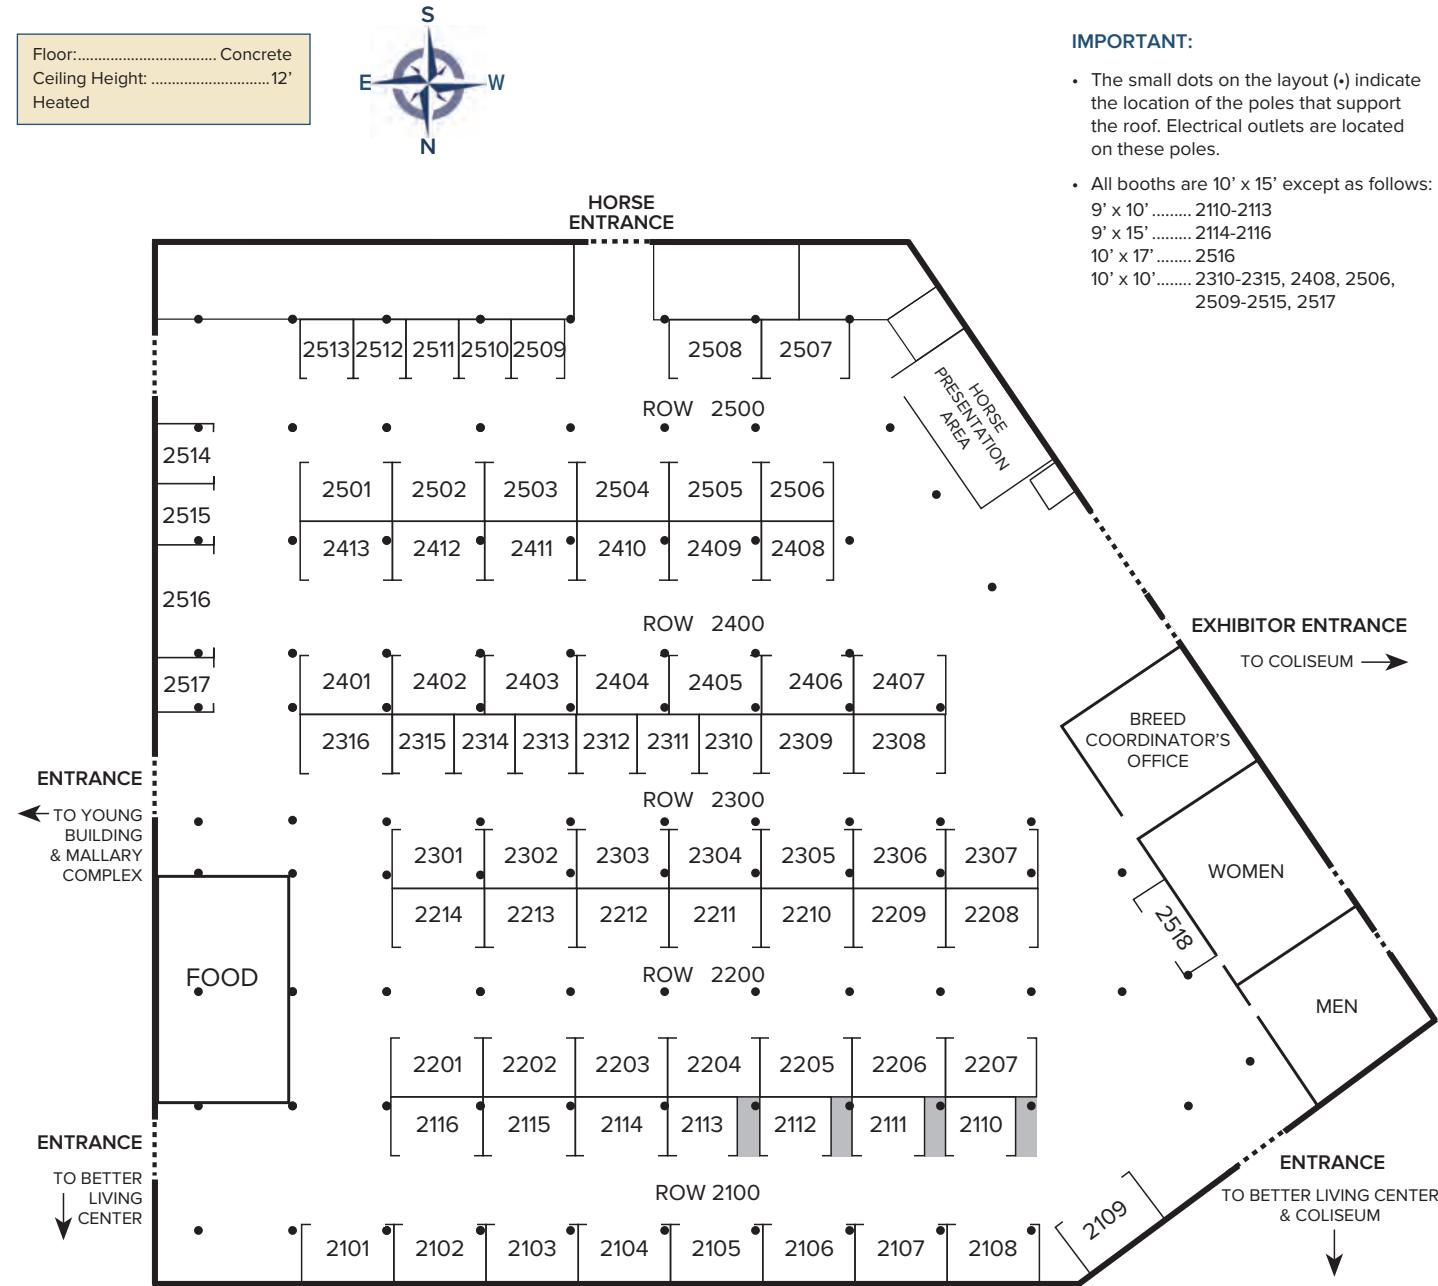 Floor:.................................. Concrete
Ceiling Height: .............................12'
Heated
S
E
W
N
IMPORTANT:
• The small dots on the layout (•) indicate
the location of the poles that support
the roof. Electrical outlets are located
on these poles.
• All booths are 10' x 15' except as follows:
9' x 10' ......... 2110-2113
9' x 15' ......... 2114-2116
10' x 17' ........ 2516
10' x 10'........ 2310-2315, 2408, 2506,
2509-2515, 2517
HORSE
ENTRANCE
2513 2512 2511 2510 2509 2508 2507
HORSE
PRESENTATION
AREA
ROW 2500
2514
2501 2502 2503 2504 2505 2506
2515
2413 2412 2411 2410 2409 2408
2516
ROW 2400
EXHIBITOR ENTRANCE
TO COLISEUM
2517
2401 2402 2403 2404 2405 2406 2407
BREED
COORDINATOR'S
OFFICE
2316 2315 2314 2313 2312 2311 2310 2309 2308
ENTRANCE
TO YOUNG
BUILDING
& MALLARY
COMPLEX
ROW 2300
2301 2302 2303 2304 2305 2306 2307
WOMEN
2214 2213 2212 2211 2210 2209 2208
2518
FOOD
ROW 2200
MEN
2201 2202 2203 2204 2205 2206 2207
2116 2115 2114 2113 2112 2111 2110
ENTRANCE
TO BETTER
LIVING
CENTER
ENTRANCE
TO BETTER LIVING CENTER
& COLISEUM
ROW 2100
2109
2101 2102 2103 2104 2105 2106 2107 2108